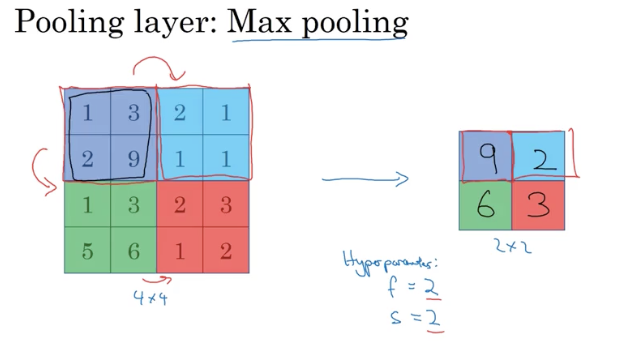 Pooling layer: Max pooling
1 3 2 1
2 9 1 1
1 3 2 3
5 6 1 2
4×4
9 2
6 3
2×2
Hyperparameters:
f = 2
s = 2